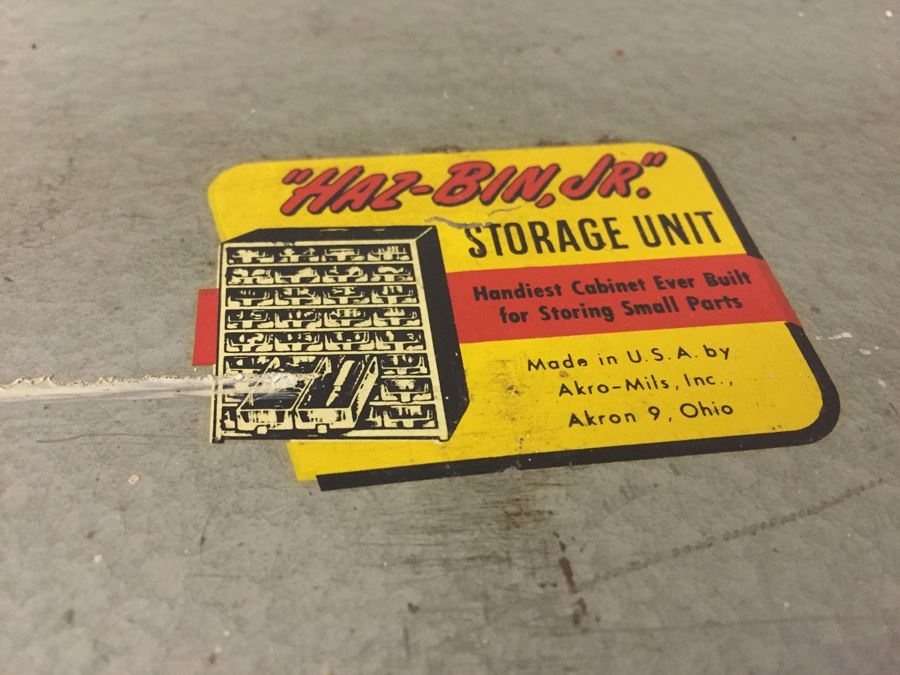 "HAZ-BIN, JR."
STORAGE UNIT
Handiest Cabinet Ever Built
for Storing Small Parts
Made in U.S.A. by
Akro-Mils, Inc.,
Akron 9, Ohio